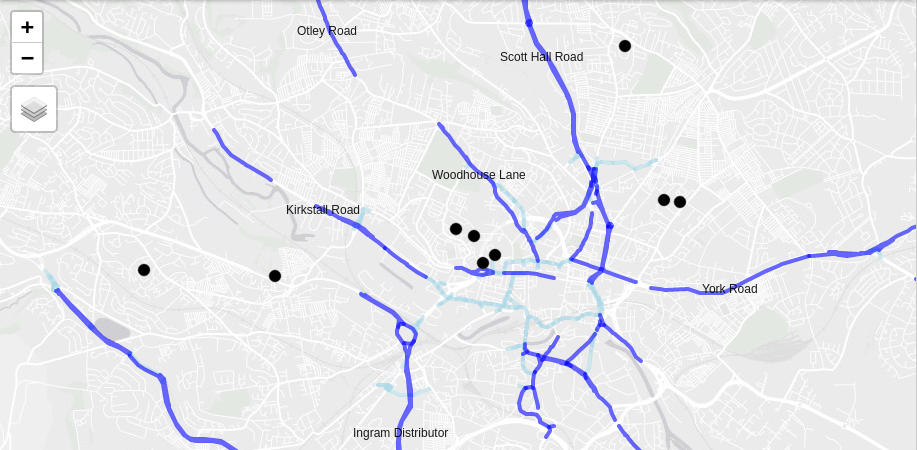 +
−
Otley Road
Scott Hall Road
Woodhouse Lane
Kirkstall Road
York Road
Ingram Distributor